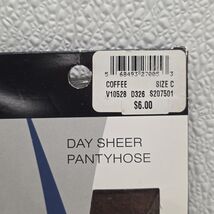 5 68493 27005 3
COFFEE SIZE C
V10528 D326 S207501
$6.00
DAY SHEER
PANTYHOSE